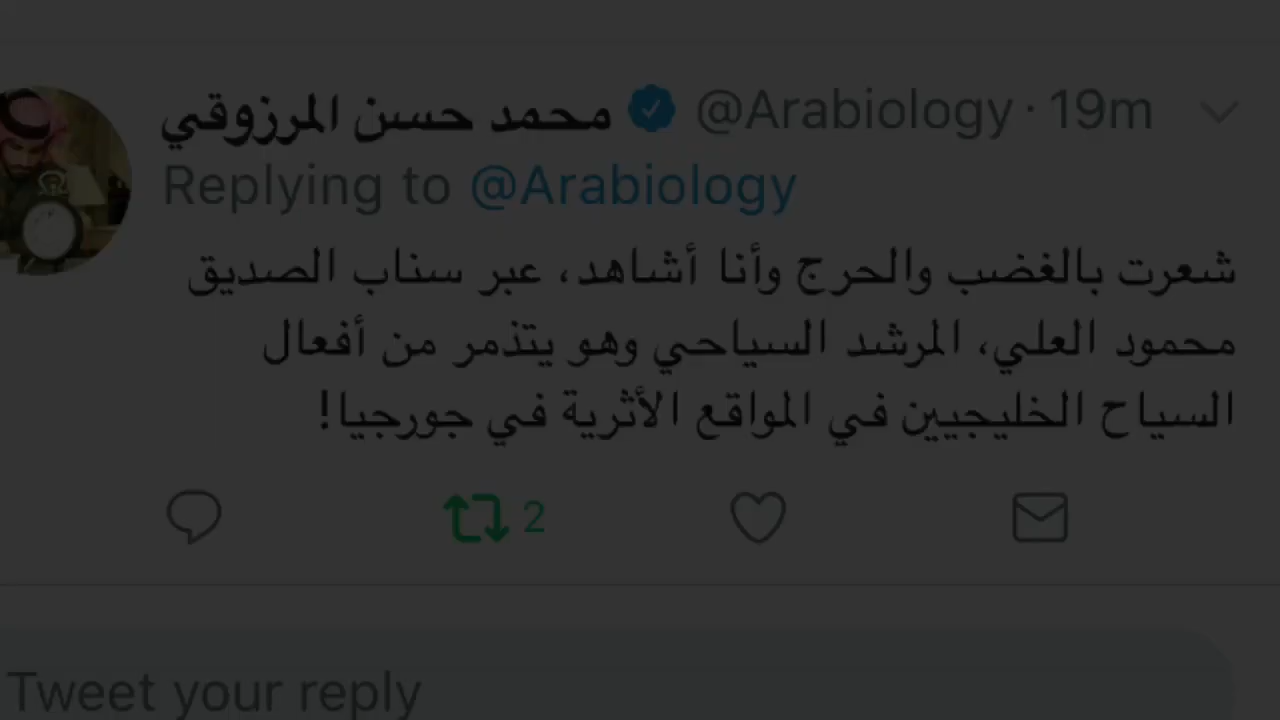 محمد حسن المرزوقي @Arabiology · 19m
Replying to @Arabiology
شعرت بالغضب والحرج وأنا أشاهد، عبر سناب الصديق
محمود العلي، المرشد السياحي وهو يتذمر من أفعال
السياح الخليجيين في المواقع الأثرية في جورجيا!
2
Tweet your reply